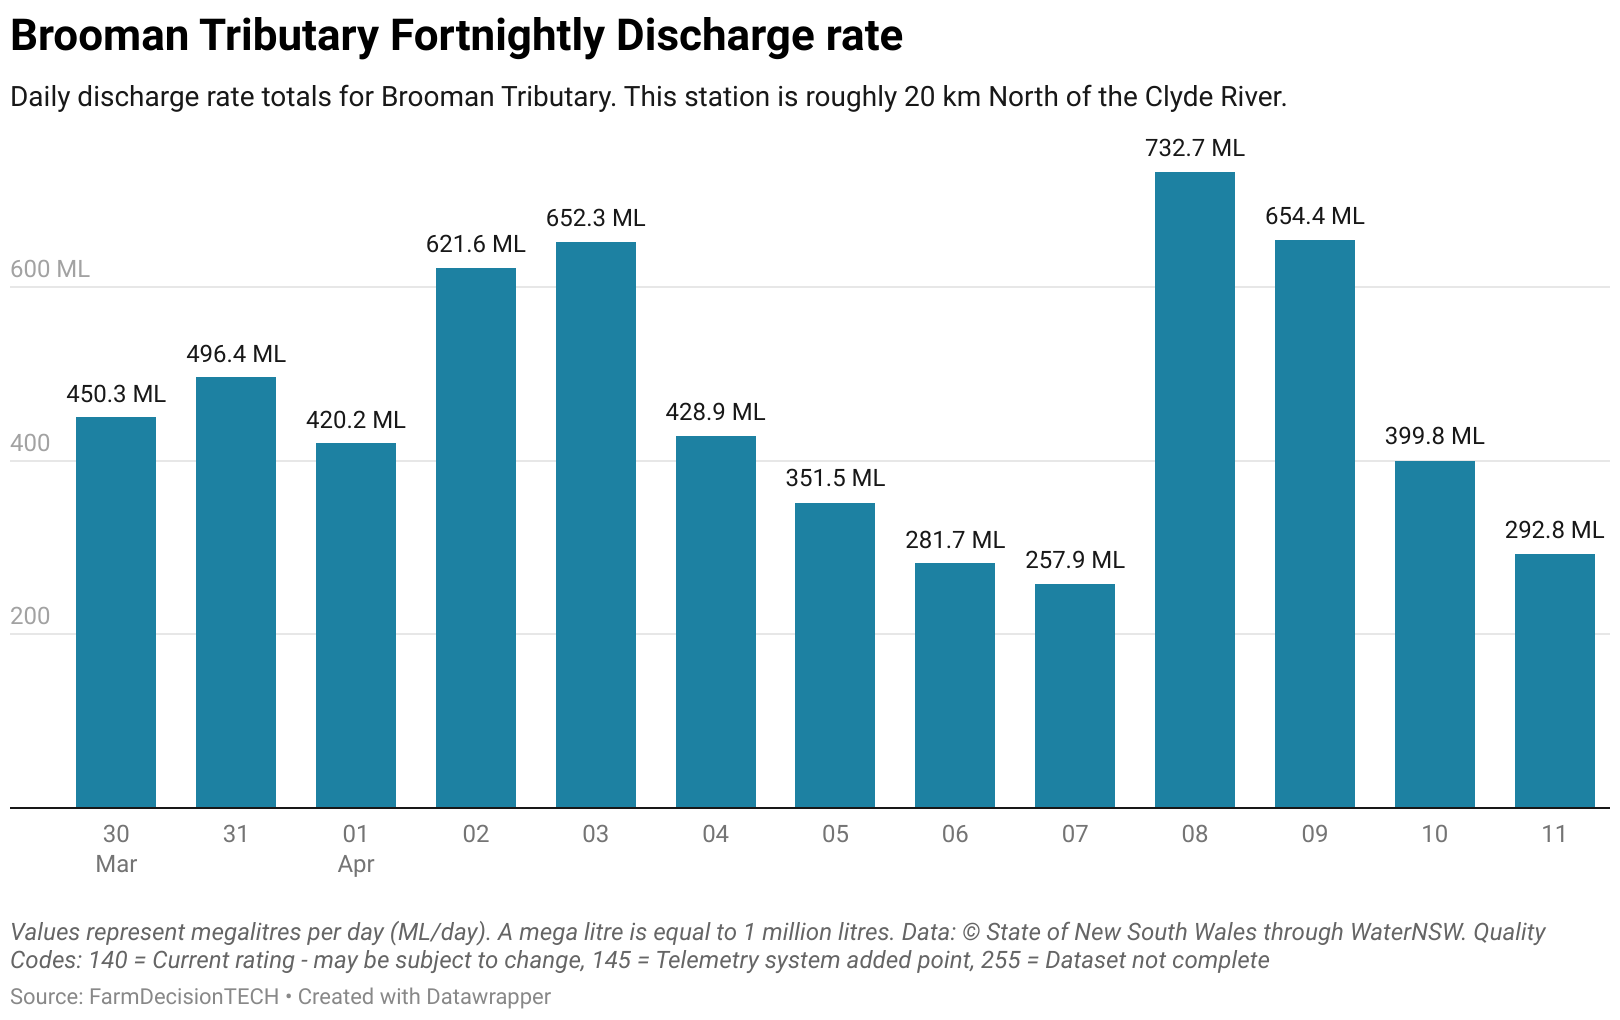 Brooman Tributary Fortnightly Discharge rate
Daily discharge rate totals for Brooman Tributary. This station is roughly 20 km North of the Clyde River.
732.7 ML
652.3 ML
654.4 ML
621.6 ML
600 ML
496.4 ML
450.3 ML
420.2 ML
428.9 ML
399.8 ML
400
351.5 ML
281.7 ML
292.8 ML
257.9 ML
200
30 31 01 02 03 04 05 06 07 08 09 10 11
Mar Apr
Values represent megalitres per day (ML/day). A mega litre is equal to 1 million litres. Data: © State of New South Wales through WaterNSW. Quality
Codes: 140 = Current rating - may be subject to change, 145 = Telemetry system added point, 255 = Dataset not complete
Source: FarmDecisionTECH • Created with Datawrapper